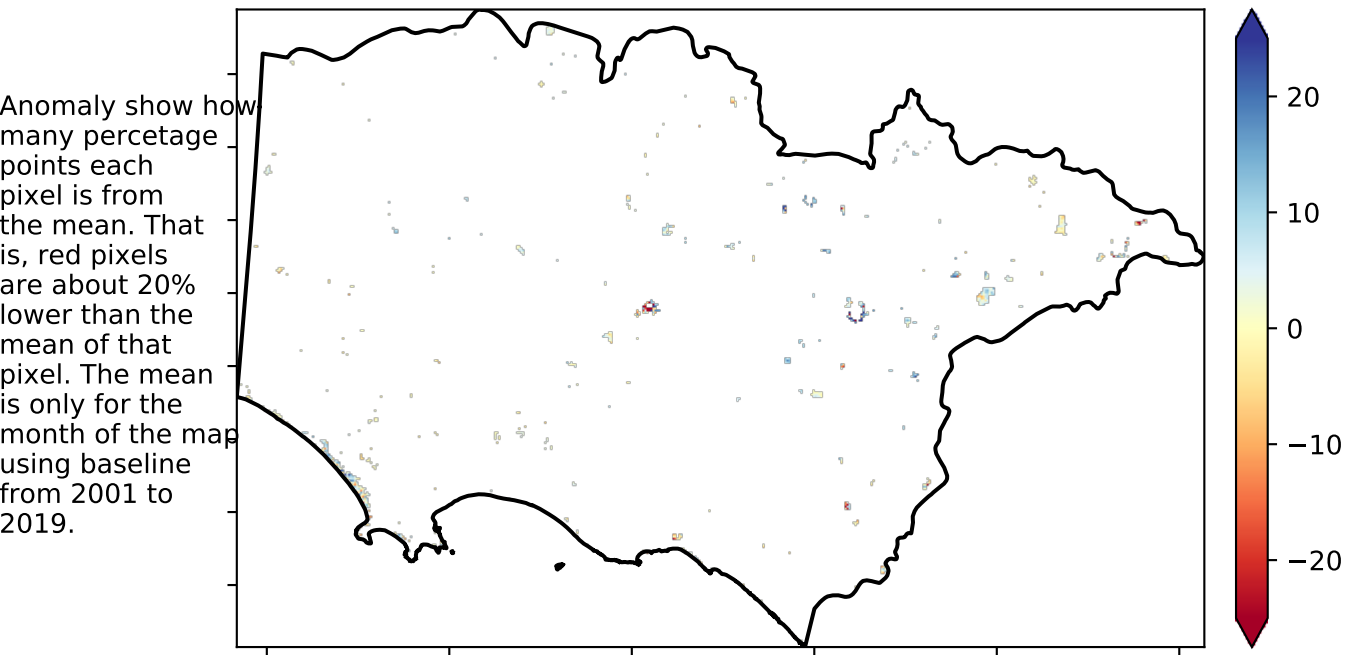 Anomaly show how
many percetage
points each
pixel is from
the mean. That
is, red pixels
are about 20%
lower than the
mean of that
pixel. The mean
is only for the
month of the map
using baseline
from 2001 to
2019.
20
10
0
−10
−20